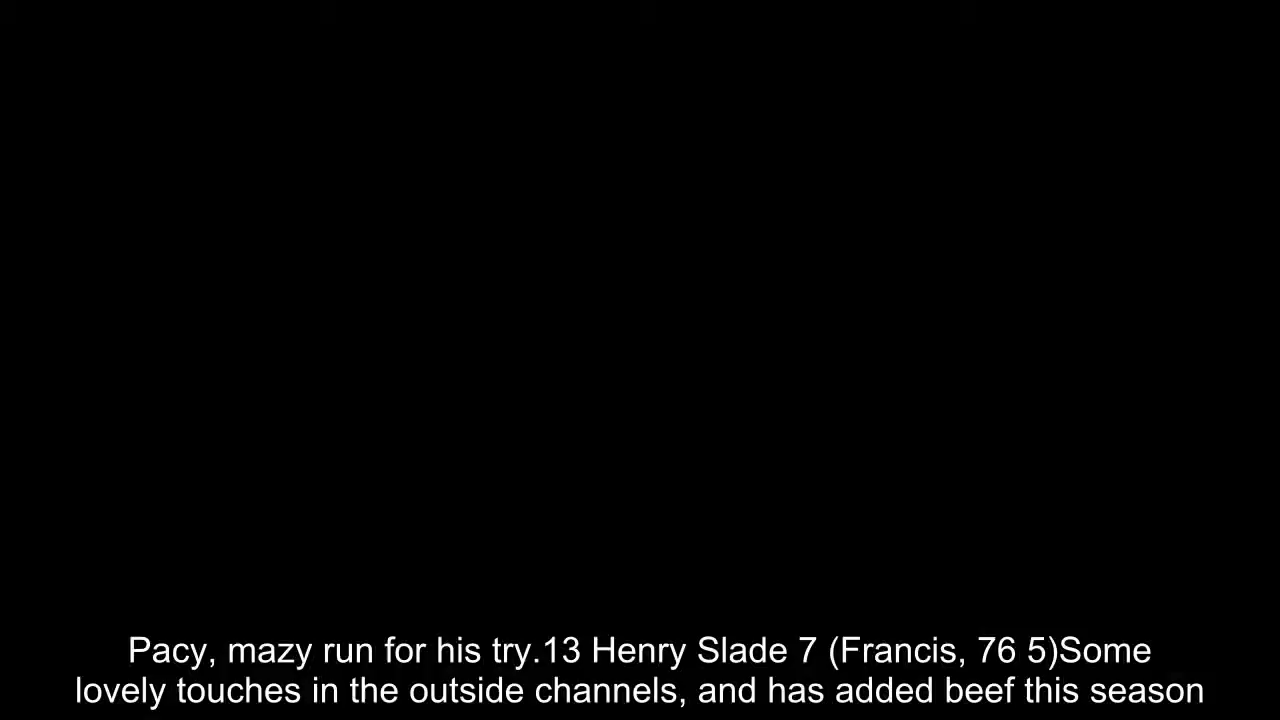 Pacy, mazy run for his try.13 Henry Slade 7 (Francis, 76 5)Some
lovely touches in the outside channels, and has added beef this season